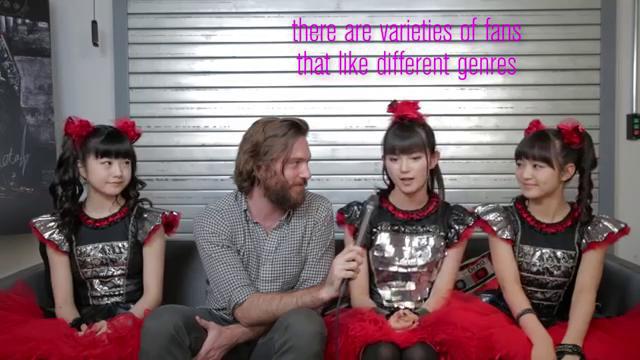 there are varieties of fans
that like different genres